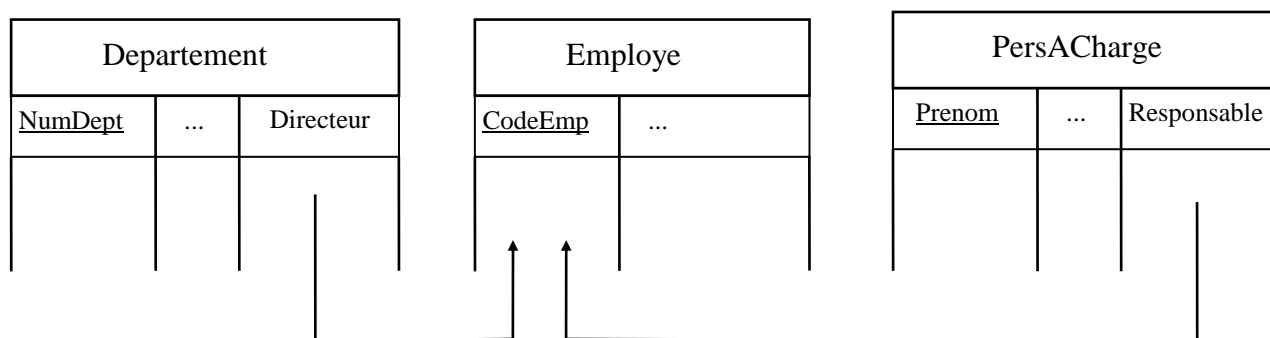 Departement
NumDept ... Directeur
Employe
CodeEmp ...
PersACharge
Prenom ... Responsable